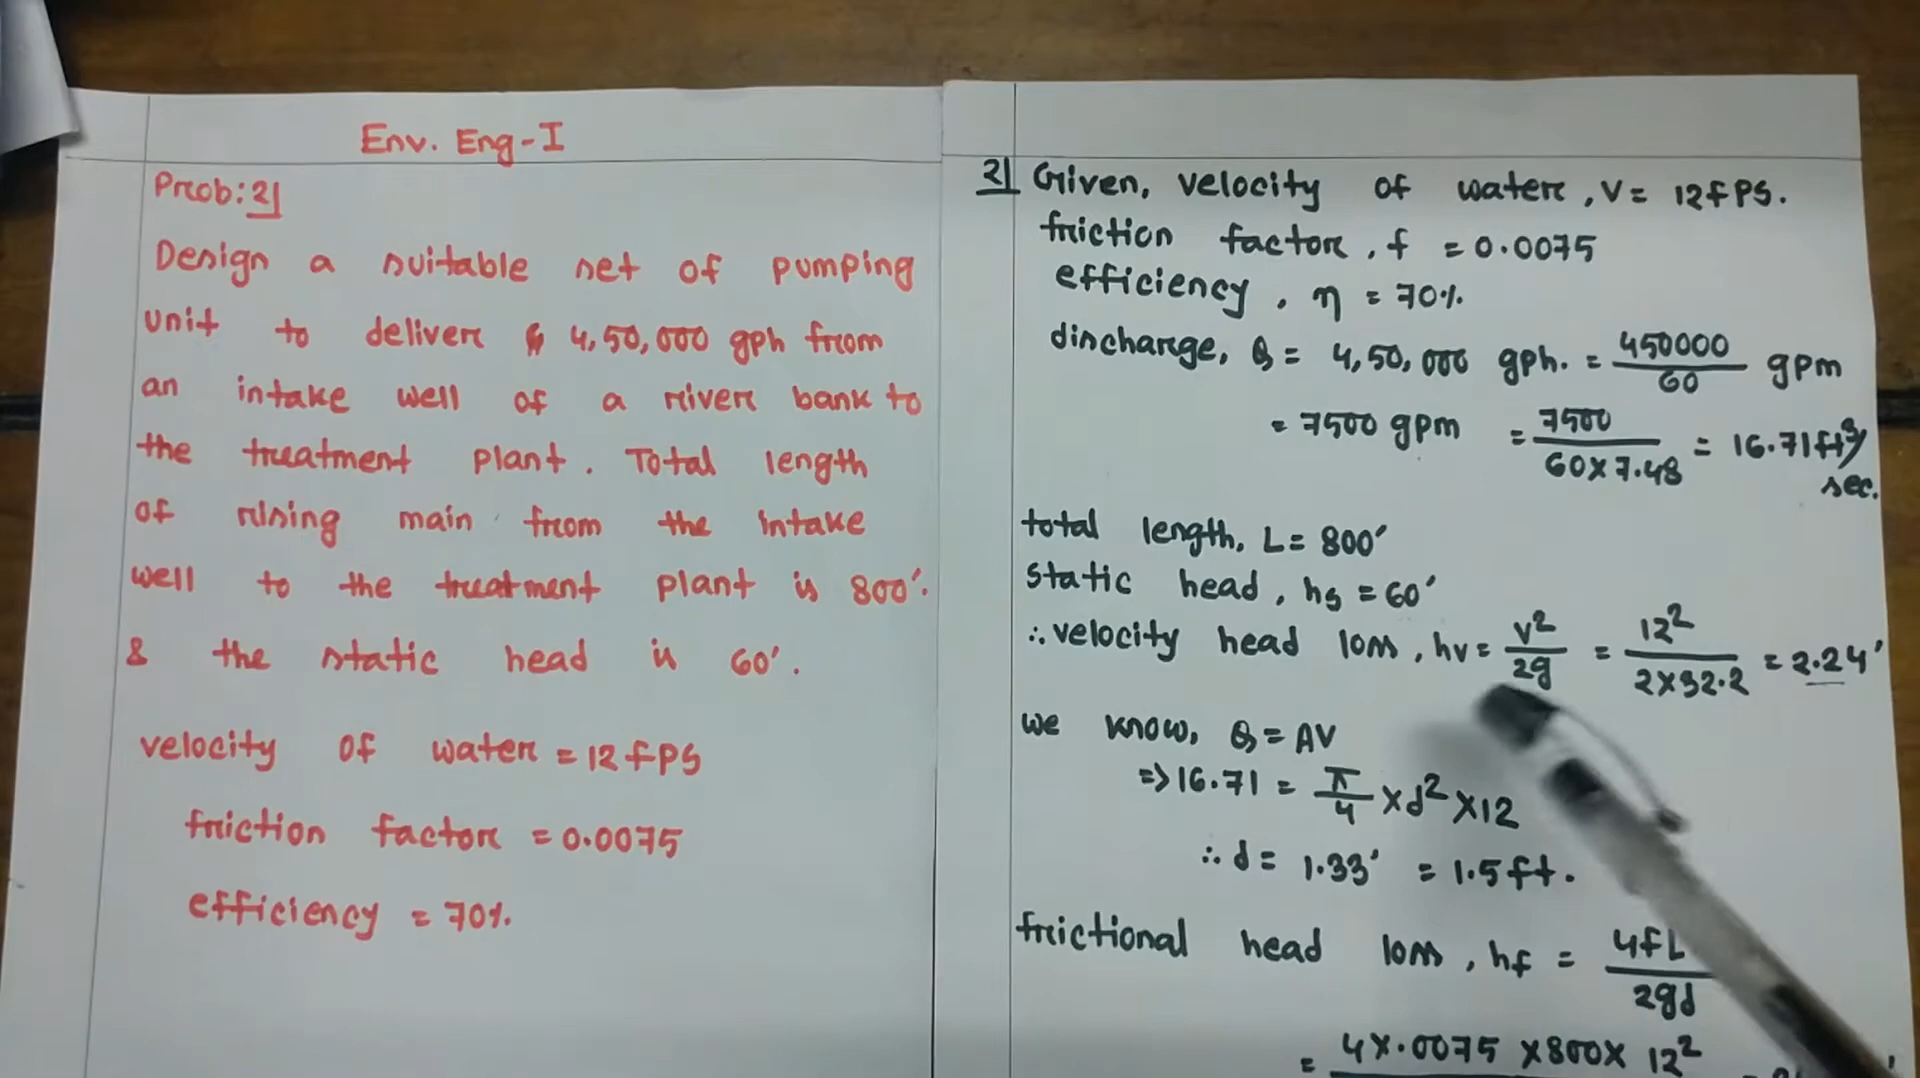 Env. Eng-I
Prob: 2
Design a suitable set of pumping
unit to deliver 4,50,000 gph from
an intake well of a river bank to
the treatment plant. Total length
of rising main from the intake
well to the treatment plant is 800'.
& the static head is 60'.
velocity of water = 12 fPS
friction factor = 0.0075
efficiency = 70%.
2 Given, velocity of water, V = 12fPS.
friction factor, f = 0.0075
efficiency, η = 70%.
discharge, Q = 4,50,000 gph. = 450000/60 gpm
= 7500 gpm = 7500/60×7.48 = 16.71 ft³/sec.
total length, L = 800'
static head, hs = 60'
∴ velocity head loss, hv = v²/2g = 12²/2×32.2 = 2.24'
we know, Q = AV
=> 16.71 = π/4 × d² × 12
∴ d = 1.33' = 1.5ft.
frictional head loss, hf = 4fL/2gd
= 4×.0075 ×800× 12²